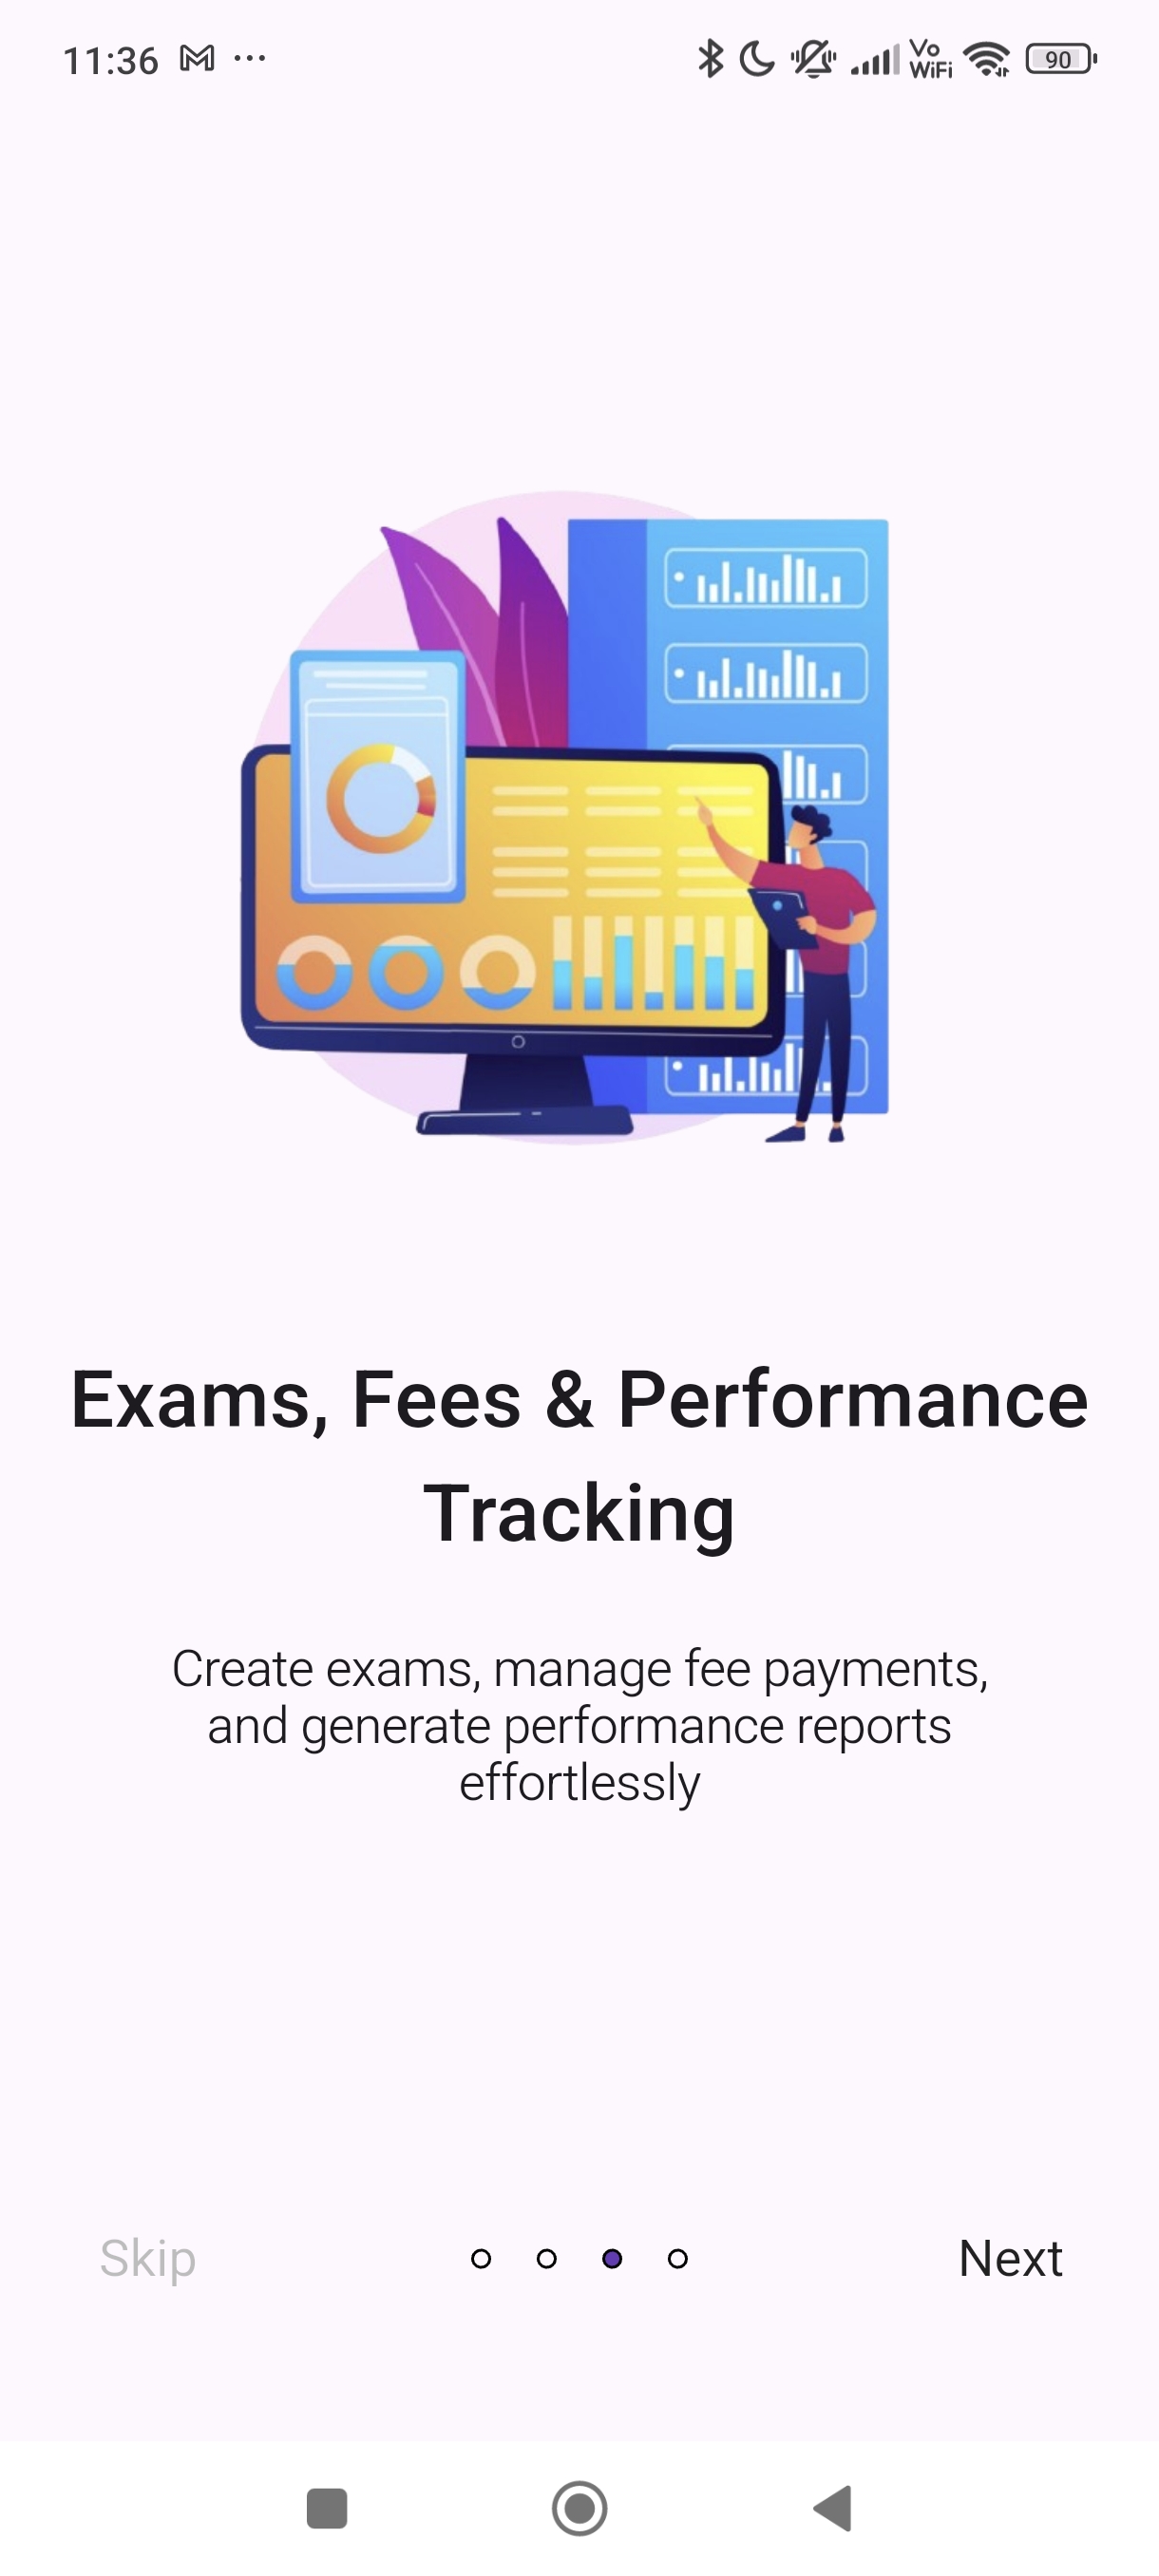 11:36
Vo
WiFi
90
Exams, Fees & Performance
Tracking
Create exams, manage fee payments,
and generate performance reports
effortlessly
Skip
Next